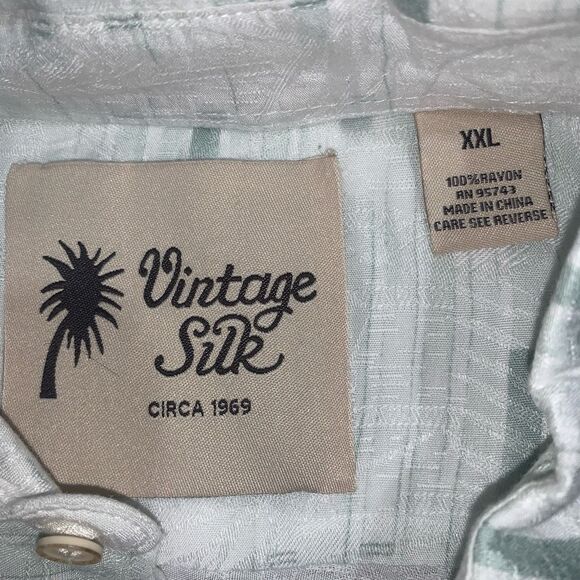 Vintage
Silk
CIRCA 1969
XXL
100% RAYON
RN 95743
MADE IN CHINA
CARE SEE REVERSE